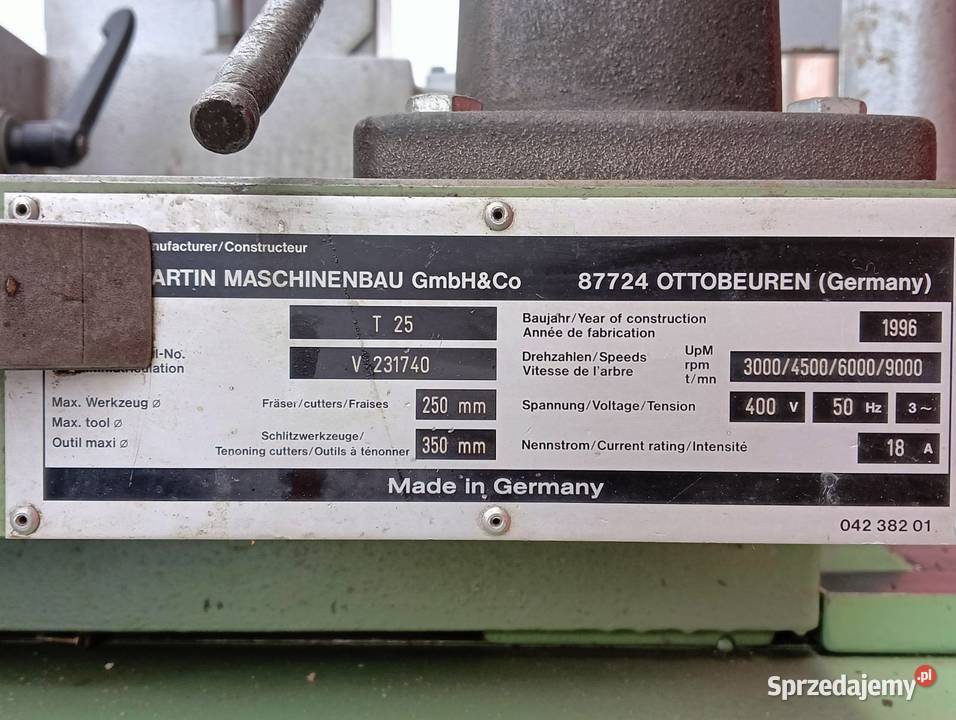 nufacturer/Constructeur
ARTIN MASCHINENBAU GmbH&Co 87724 OTTOBEUREN (Germany)
T 25
l-No. V 231740
Max. Werkzeug ⌀ Fräser/cutters/Fraises 250 mm
Max. tool ⌀
Outil maxi ⌀ Schlitzwerkzeuge/
Tenoning cutters/Outils à ténonner 350 mm
Baujahr/Year of construction
Année de fabrication 1996
Drehzahlen/Speeds UpM
Vitesse de l'arbre rpm 3000/4500/6000/9000
t/mn
Spannung/Voltage/Tension 400 V 50 Hz 3~
Nennstrom/Current rating/Intensité 18 A
Made in Germany
042 382 01
Sprzedajemy.pl